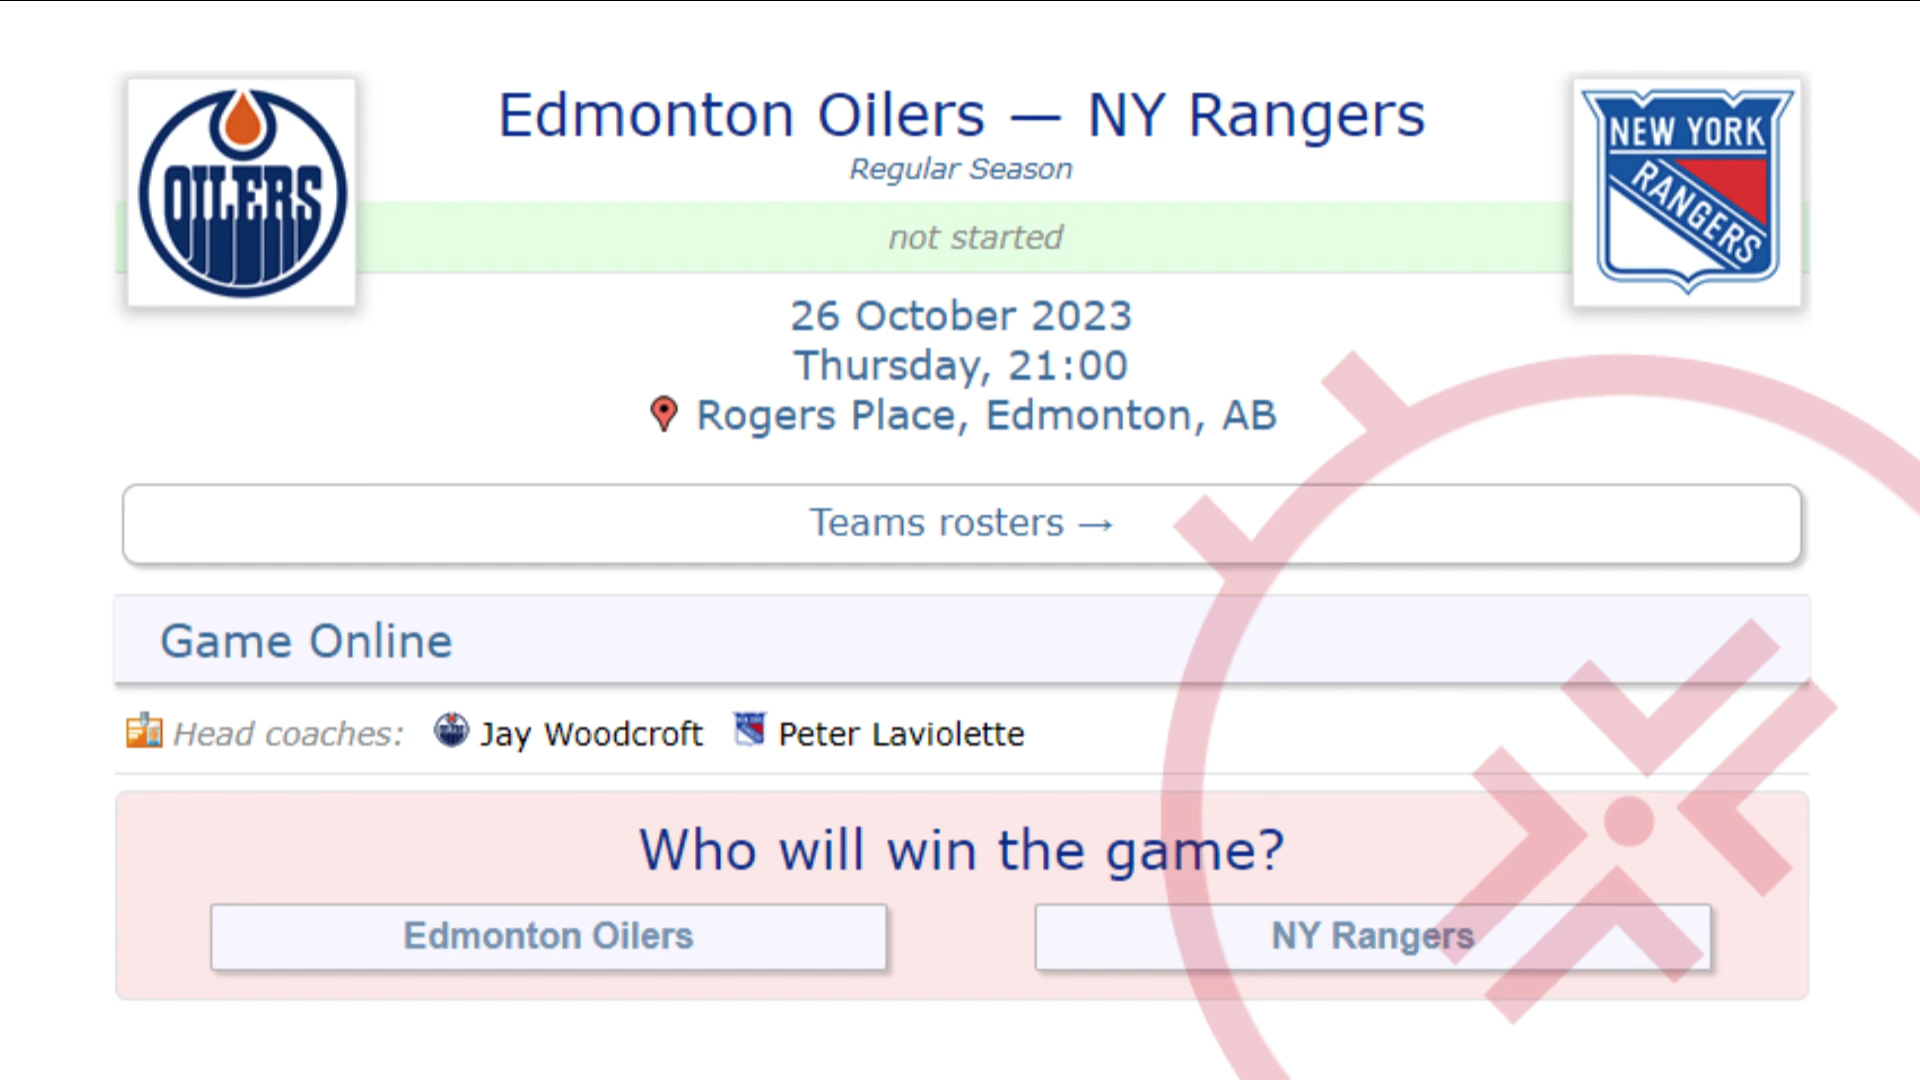 Edmonton Oilers — NY Rangers
Regular Season
OILERS
NEW YORK
RANGERS
not started
26 October 2023
Thursday, 21:00
Rogers Place, Edmonton, AB
Teams rosters →
Game Online
Head coaches: Jay Woodcroft Peter Laviolette
Who will win the game?
Edmonton Oilers
NY Rangers